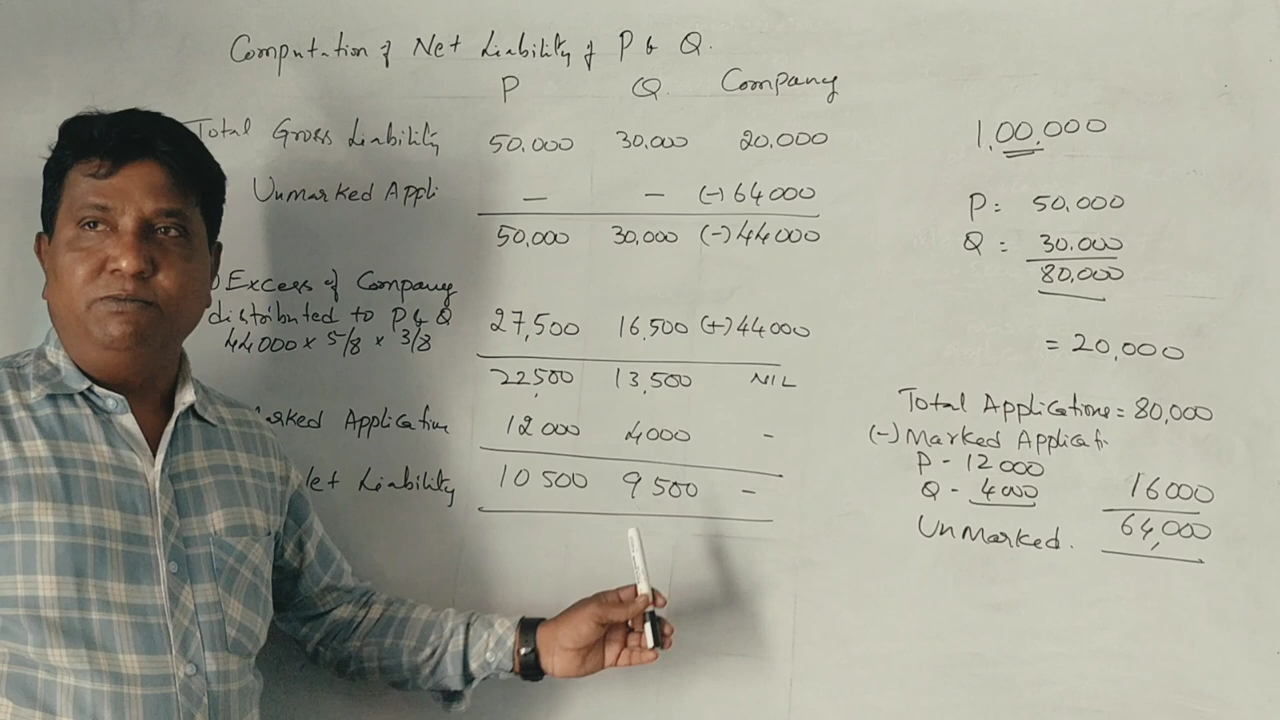 Computation of Net Liability of P & Q.
P Q. Company
Total Gross Liability 50.000 30.000 20.000
Unmarked Appli — — (-) 64000
50,000 30,000 (-) 44000
Excess of Company
distributed to P & Q 27,500 16,500 (+) 44000
44000 x 5/8 x 3/8
22,500 13,500 NIL
Marked Application 12000 4000 -
Net Liability 10500 9500 -
1,00,000
P: 50,000
Q: 30.000
80,000
= 20,000
Total Applications = 80,000
(-) Marked Applicati
P - 12000
Q - 4000 16000
Unmarked. 64,000